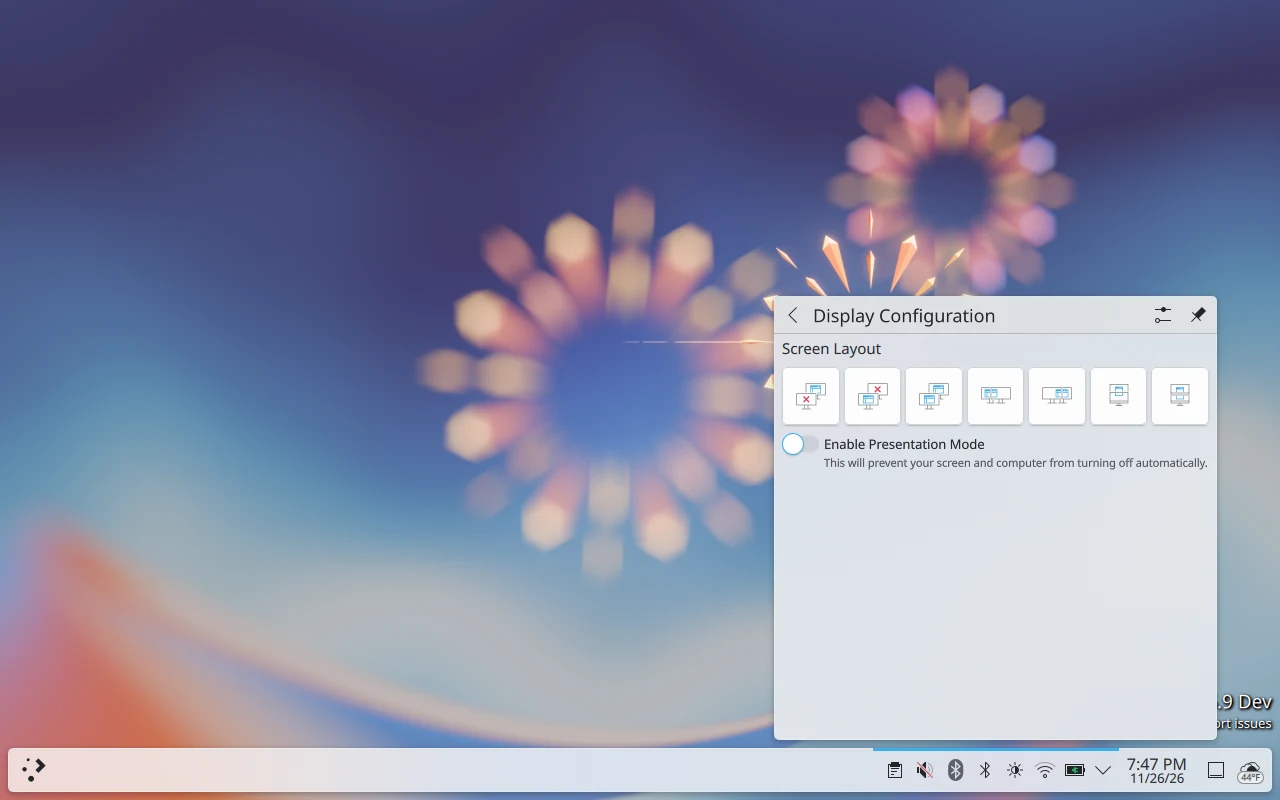 Display Configuration
Screen Layout
Enable Presentation Mode
This will prevent your screen and computer from turning off automatically.
.9 Dev
issues
7:47 PM
11/26/26
44°F